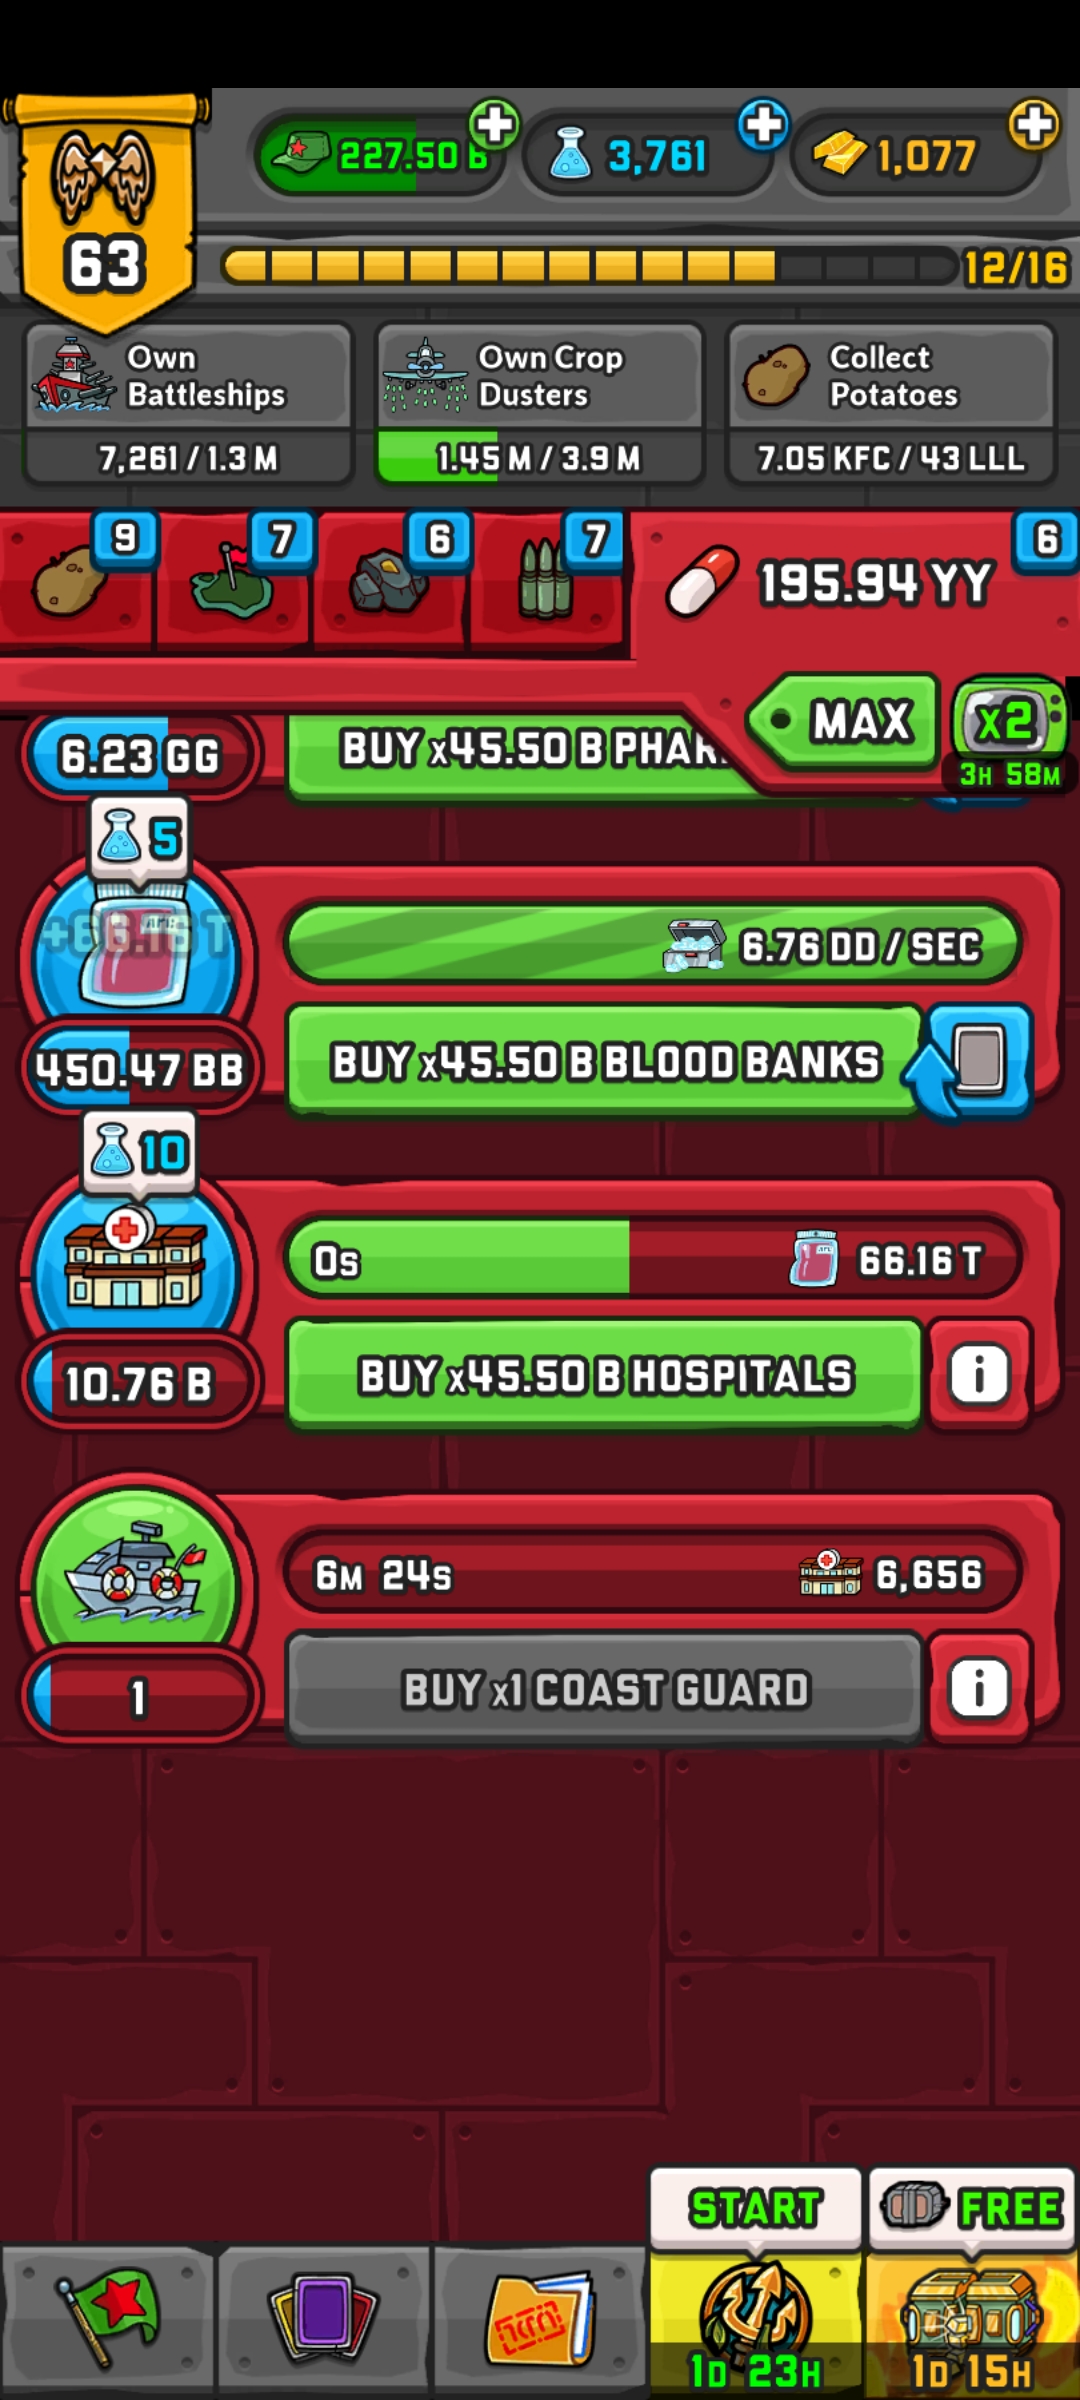 227.50 B
3,761
1,077
63
12/16
Own
Battleships
7,261 / 1.3 M
Own Crop
Dusters
1.45 M / 3.9 M
Collect
Potatoes
7.05 KFC / 43 LLL
9
7
6
7
195.94 YY
6
MAX
x2
3H 58M
6.23 GG
BUY x45.50 B
5
+66.16 T
6.76 DD / SEC
450.47 BB
BUY x45.50 B BLOOD BANKS
10
0s
66.16 T
10.76 B
BUY x45.50 B HOSPITALS
i
6M 24s
6,656
1
BUY x1 COAST GUARD
i
START
FREE
1D 23H
1D 15H